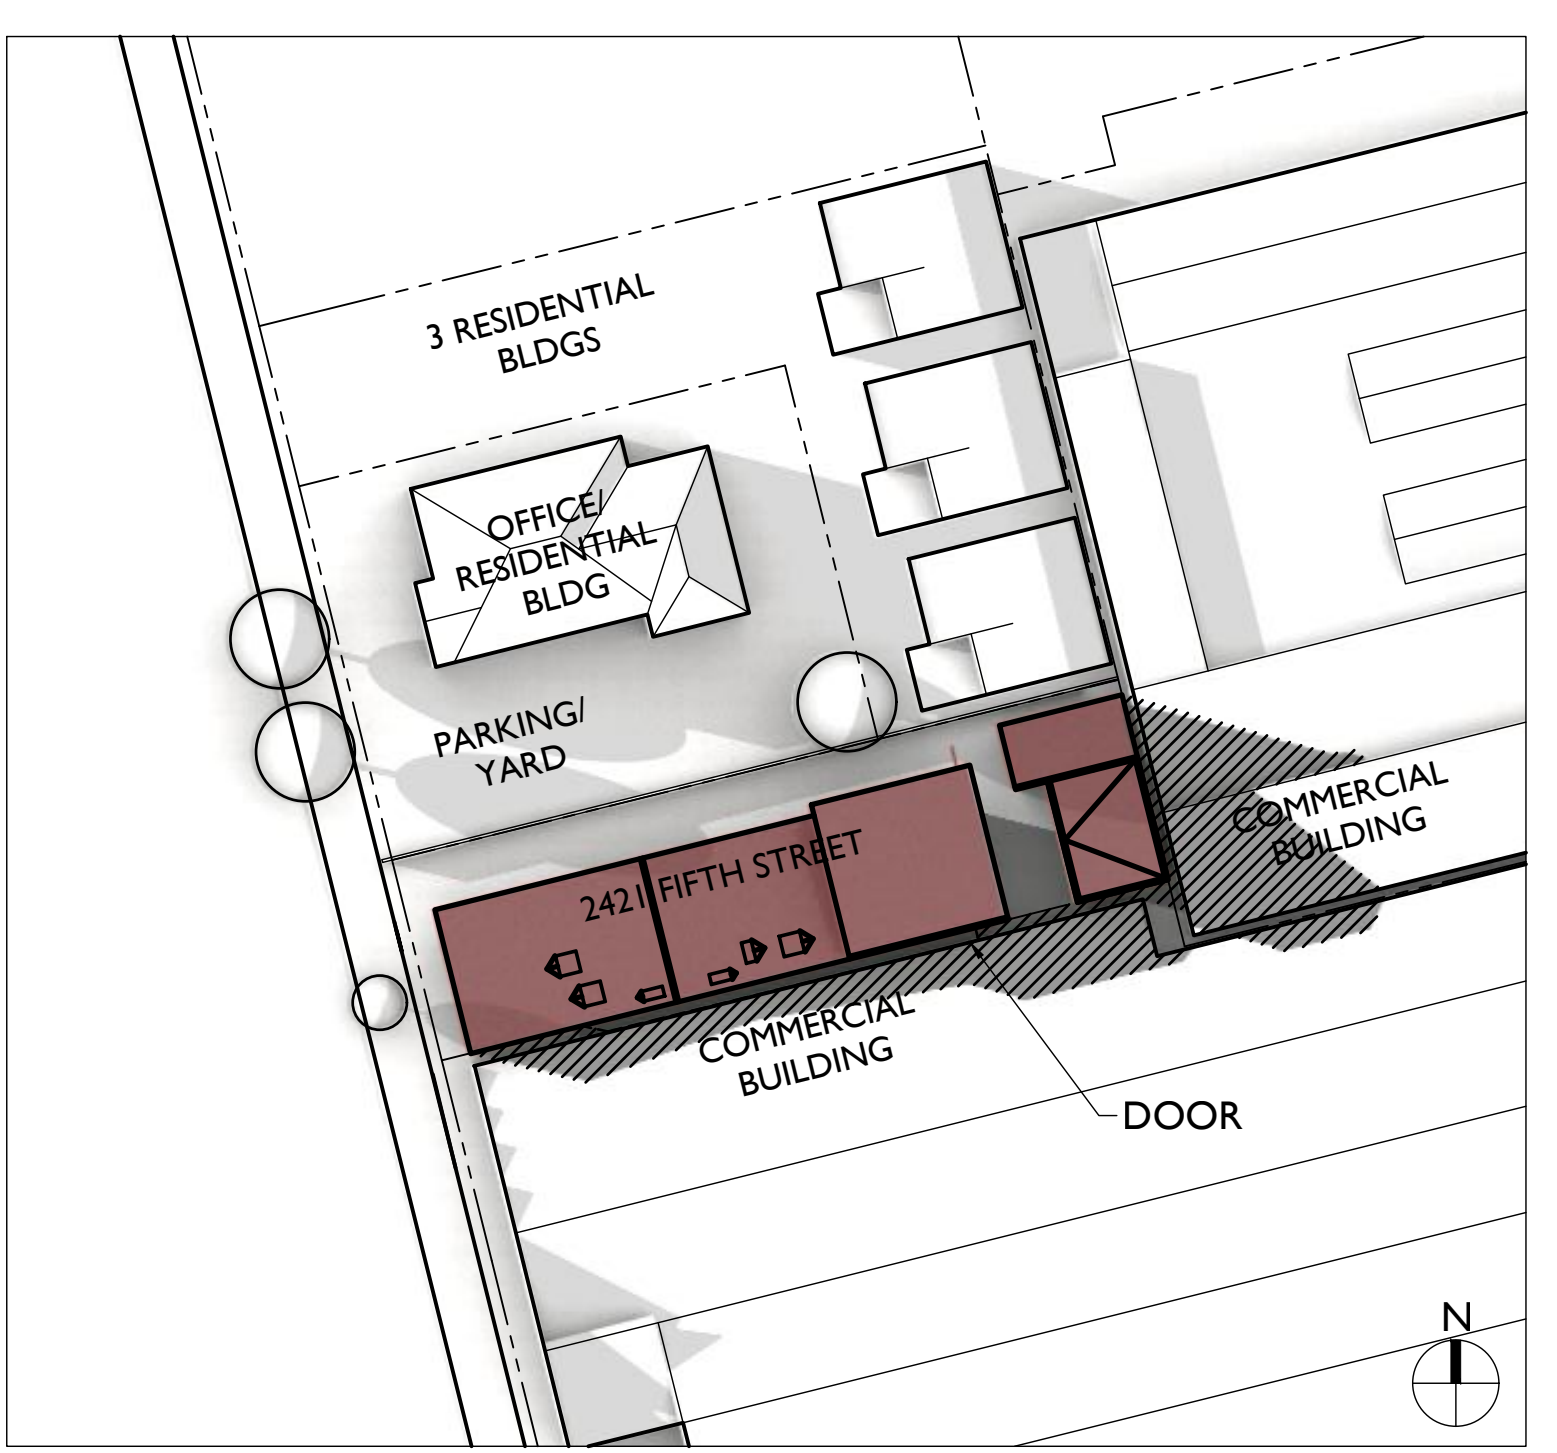 3 RESIDENTIAL
BLDGS
OFFICE/
RESIDENTIAL
BLDG
PARKING/
YARD
2421 FIFTH STREET
COMMERCIAL
BUILDING
COMMERCIAL
BUILDING
DOOR
N